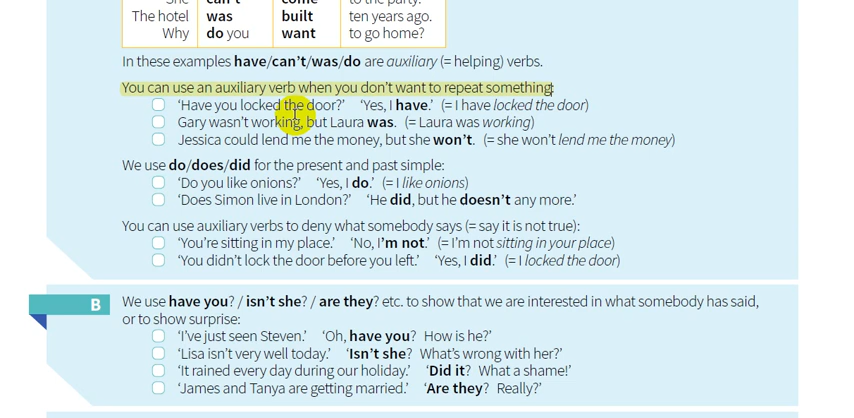 She can't come to the party.
The hotel was built ten years ago.
Why do you want to go home?
In these examples have/can't/was/do are auxiliary (= helping) verbs.
You can use an auxiliary verb when you don't want to repeat something:
'Have you locked the door?' 'Yes, I have.' (= I have locked the door)
Gary wasn't working, but Laura was. (= Laura was working)
Jessica could lend me the money, but she won't. (= she won't lend me the money)
We use do/does/did for the present and past simple:
'Do you like onions?' 'Yes, I do.' (= I like onions)
'Does Simon live in London?' 'He did, but he doesn't any more.'
You can use auxiliary verbs to deny what somebody says (= say it is not true):
'You're sitting in my place.' 'No, I'm not.' (= I'm not sitting in your place)
'You didn't lock the door before you left.' 'Yes, I did.' (= I locked the door)
B
We use have you? / isn't she? / are they? etc. to show that we are interested in what somebody has said,
or to show surprise:
'I've just seen Steven.' 'Oh, have you? How is he?'
'Lisa isn't very well today.' 'Isn't she? What's wrong with her?'
'It rained every day during our holiday.' 'Did it? What a shame!'
'James and Tanya are getting married.' 'Are they? Really?'